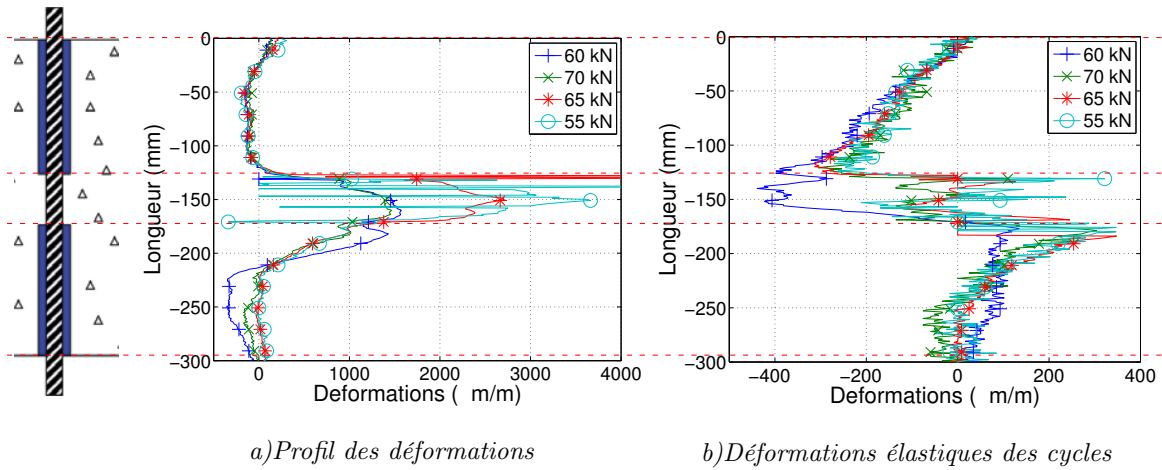 0
−50
−100
−150
−200
−250
−300
0 1000 2000 3000 4000
Longueur (mm)
Deformations ( m/m)
60 kN
70 kN
65 kN
55 kN
0
−50
−100
−150
−200
−250
−300
−400 −200 0 200 400
Longueur (mm)
Deformations ( m/m)
60 kN
70 kN
65 kN
55 kN
a)Profil des déformations
b)Déformations élastiques des cycles